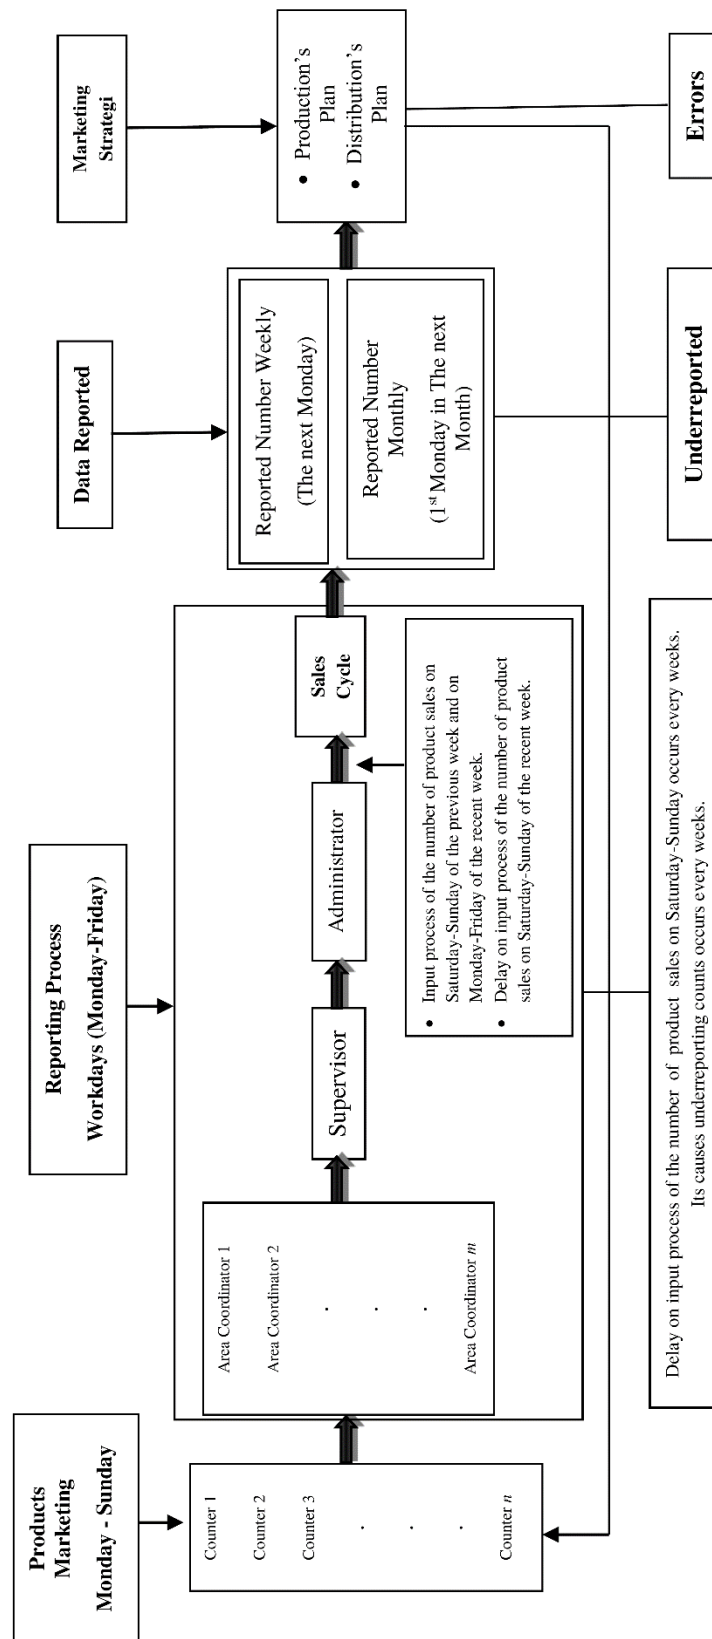 Products
Marketing
Monday - Sunday
Reporting Process
Workdays (Monday-Friday)
Data Reported
Marketing
Strategi
Counter 1
Counter 2
Counter 3
.
.
.
Counter n
Area Coordinator 1
Area Coordinator 2
.
.
.
Area Coordinator m
Supervisor
Administrator
Sales
Cycle
• Input process of the number of product sales on
Saturday-Sunday of the previous week and on
Monday-Friday of the recent week.
• Delay on input process of the number of product
sales on Saturday-Sunday of the recent week.
Reported Number Weekly
(The next Monday)
Reported Number
Monthly
(1st Monday in The next
Month)
• Production's
Plan
• Distribution's
Plan
Delay on input process of the number of product sales on Saturday-Sunday occurs every weeks.
Its causes underreporting counts occurs every weeks.
Underreported
Errors